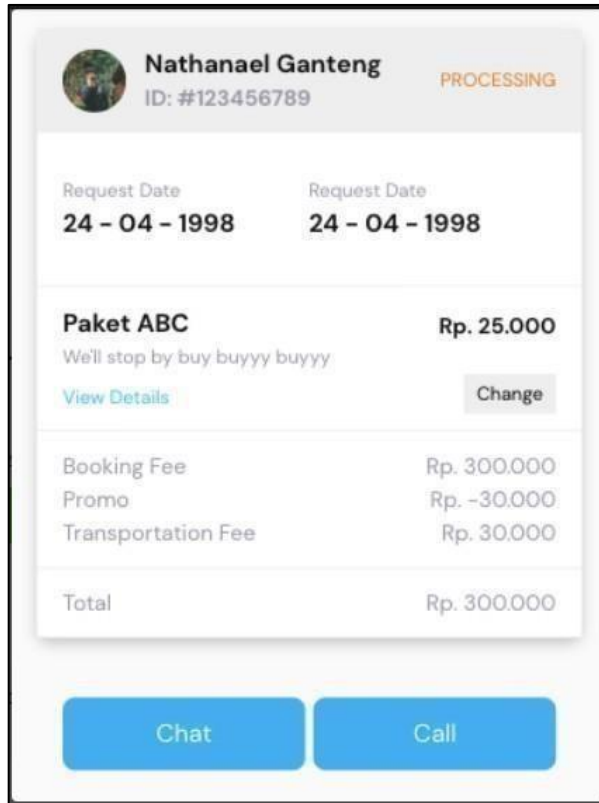 Nathanael Ganteng
ID: #123456789
PROCESSING
Request Date
24 - 04 - 1998
Request Date
24 - 04 - 1998
Paket ABC
Rp. 25.000
We'll stop by buy buyyy buyyy
View Details
Change
Booking Fee
Rp. 300.000
Promo
Rp. -30.000
Transportation Fee
Rp. 30.000
Total
Rp. 300.000
Chat
Call